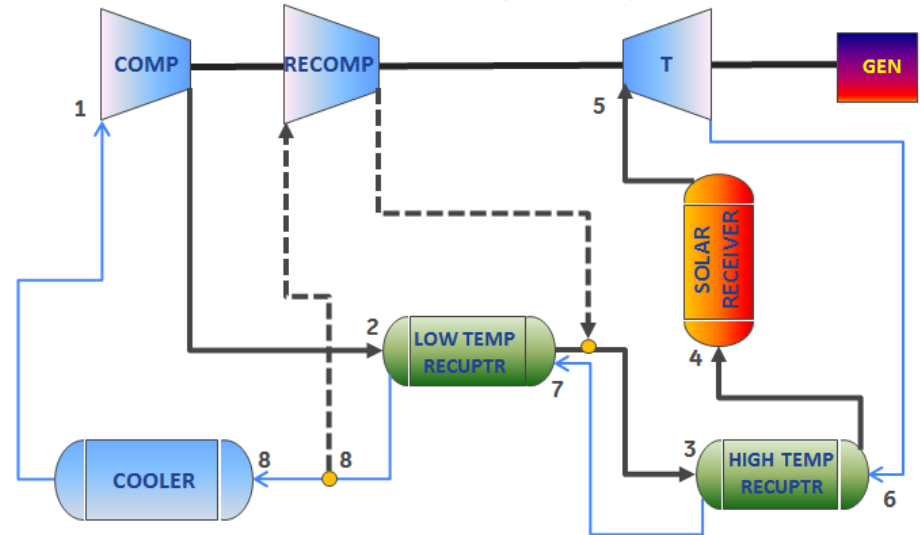 COMP
RECOMP
T
GEN
1
5
SOLAR
RECEIVER
2
LOW TEMP
RECUPTR
4
7
3
8
8
HIGH TEMP
RECUPTR
COOLER
6